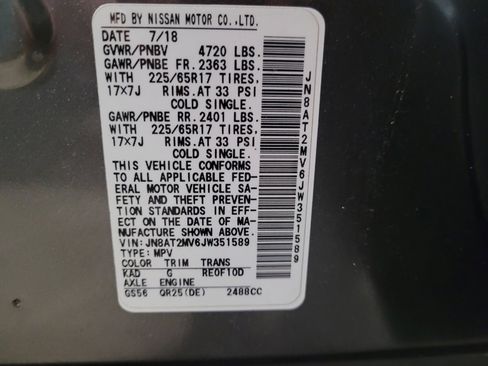 MFD BY NISSAN MOTOR CO.,LTD.
DATE 7/18
GVWR/PNBV 4720 LBS.
GAWR/PNBE FR. 2363 LBS.
WITH 225/65R17 TIRES,
17×7J RIMS.AT 33 PSI
COLD SINGLE.
GAWR/PNBE RR. 2401 LBS.
WITH 225/65R17 TIRES,
17×7J RIMS.AT 33 PSI
COLD SINGLE.
THIS VEHICLE CONFORMS
TO ALL APPLICABLE FED-
ERAL MOTOR VEHICLE SA-
FETY AND THEFT PREVEN-
TION STANDARDS IN EFF-
ECT ON THE DATE OF MA-
NUFACTURE SHOWN ABOVE.
VIN: JN8AT2MV6JW351589
TYPE: MPV
COLOR TRIM TRANS
KAD G RE0F10D
AXLE ENGINE
GS56 QR25(DE) 2488CC
JN8AT2MV6JW351589